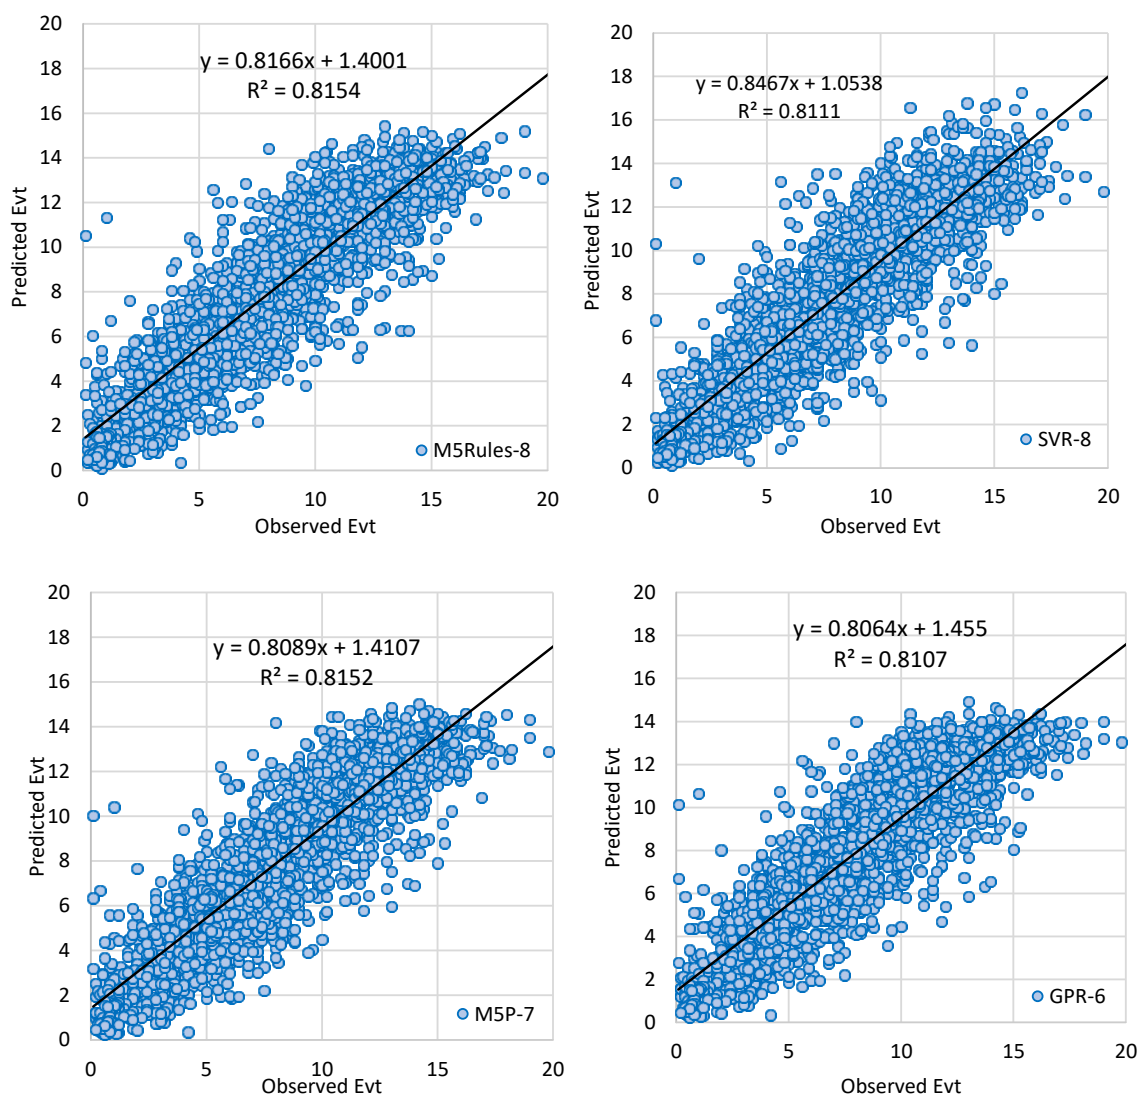 20
18
16
14
12
10
8
6
4
2
0
Predicted Evt
y = 0.8166x + 1.4001
R² = 0.8154
M5Rules-8
0 5 10 15 20
Observed Evt
20
18
16
14
12
10
8
6
4
2
0
Predicted Evt
y = 0.8467x + 1.0538
R² = 0.8111
SVR-8
0 5 10 15 20
Observed Evt
20
18
16
14
12
10
8
6
4
2
0
Predicted Evt
y = 0.8089x + 1.4107
R² = 0.8152
M5P-7
0 5 10 15 20
Observed Evt
20
18
16
14
12
10
8
6
4
2
0
Predicted Evt
y = 0.8064x + 1.455
R² = 0.8107
GPR-6
0 5 10 15 20
Observed Evt